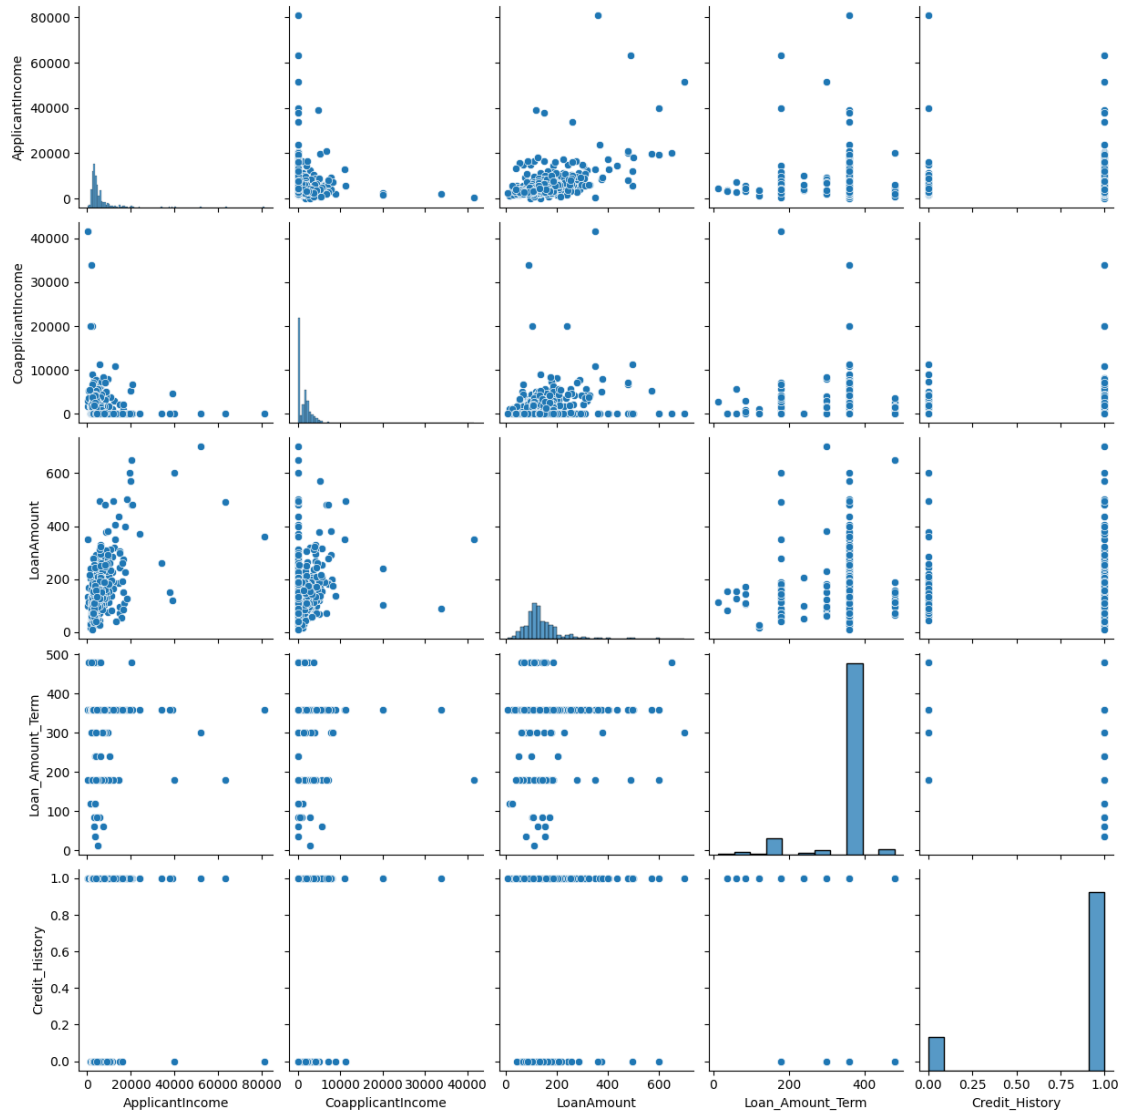 80000
60000
40000
20000
0
ApplicantIncome
40000
30000
20000
10000
0
CoapplicantIncome
600
400
200
0
LoanAmount
500
400
300
200
100
0
Loan_Amount_Term
1.0
0.8
0.6
0.4
0.2
0.0
Credit_History
0 20000 40000 60000 80000
ApplicantIncome
0 10000 20000 30000 40000
CoapplicantIncome
0 200 400 600
LoanAmount
0 200 400
Loan_Amount_Term
0.00 0.25 0.50 0.75 1.00
Credit_History